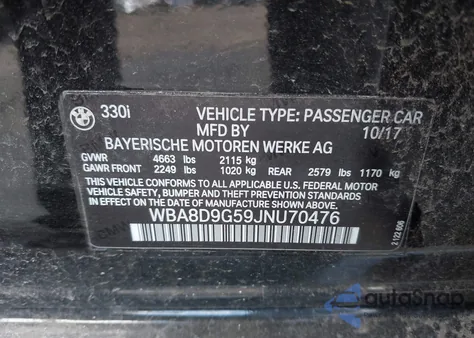 330i VEHICLE TYPE: PASSENGER CAR
MFD BY 10/17
BAYERISCHE MOTOREN WERKE AG
GVWR 4663 lbs 2115 kg
GAWR FRONT 2249 lbs 1020 kg REAR 2579 lbs 1170 kg
THIS VEHICLE CONFORMS TO ALL APPLICABLE U.S. FEDERAL MOTOR
VEHICLE SAFETY, BUMPER, AND THEFT PREVENTION STANDARDS
IN EFFECT ON THE DATE OF MANUFACTURE SHOWN ABOVE.
WBA8D9G59JNU70476
autoSnap